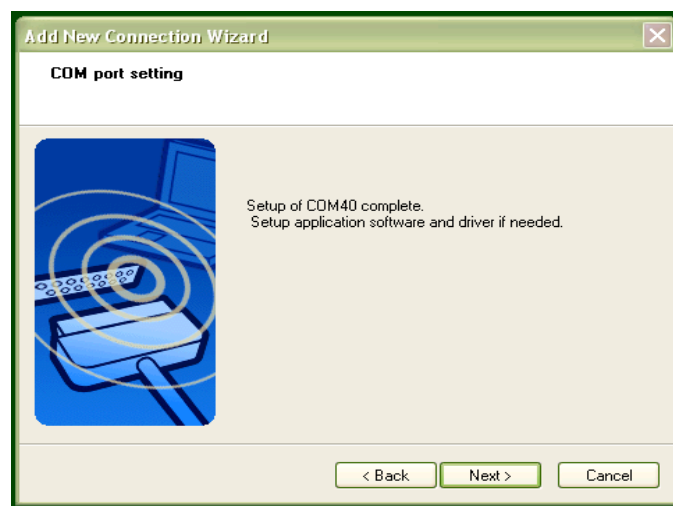 Add New Connection Wizard
COM port setting
Setup of COM40 complete.
Setup application software and driver if needed.
< Back
Next >
Cancel